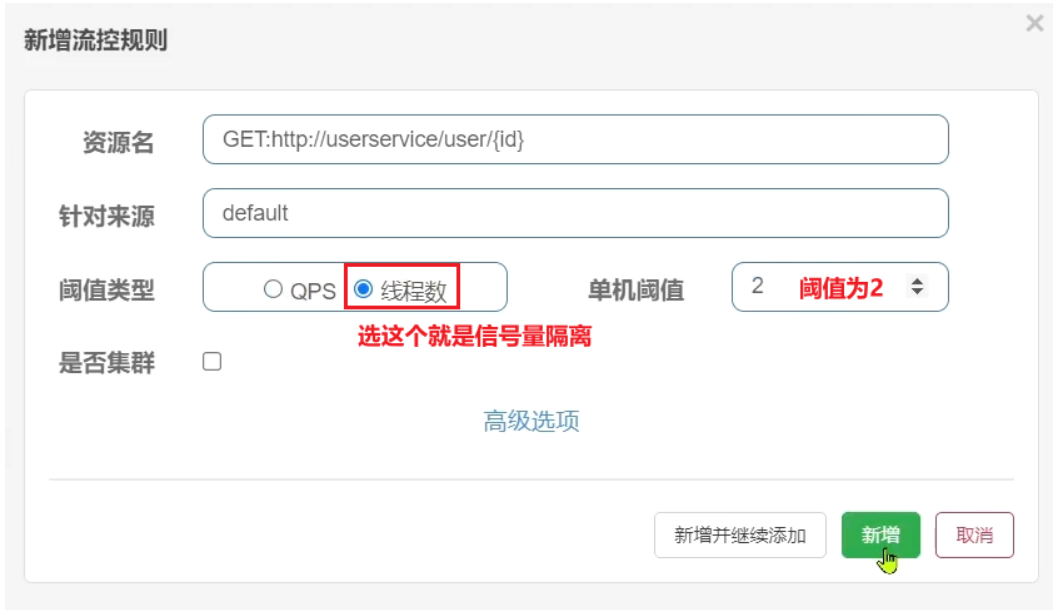 新增流控规则
×
资源名 GET:http://userservice/user/{id}
针对来源 default
阈值类型 QPS 线程数 单机阈值 2 阈值为2
选这个就是信号量隔离
是否集群
高级选项
新增并继续添加 新增 取消